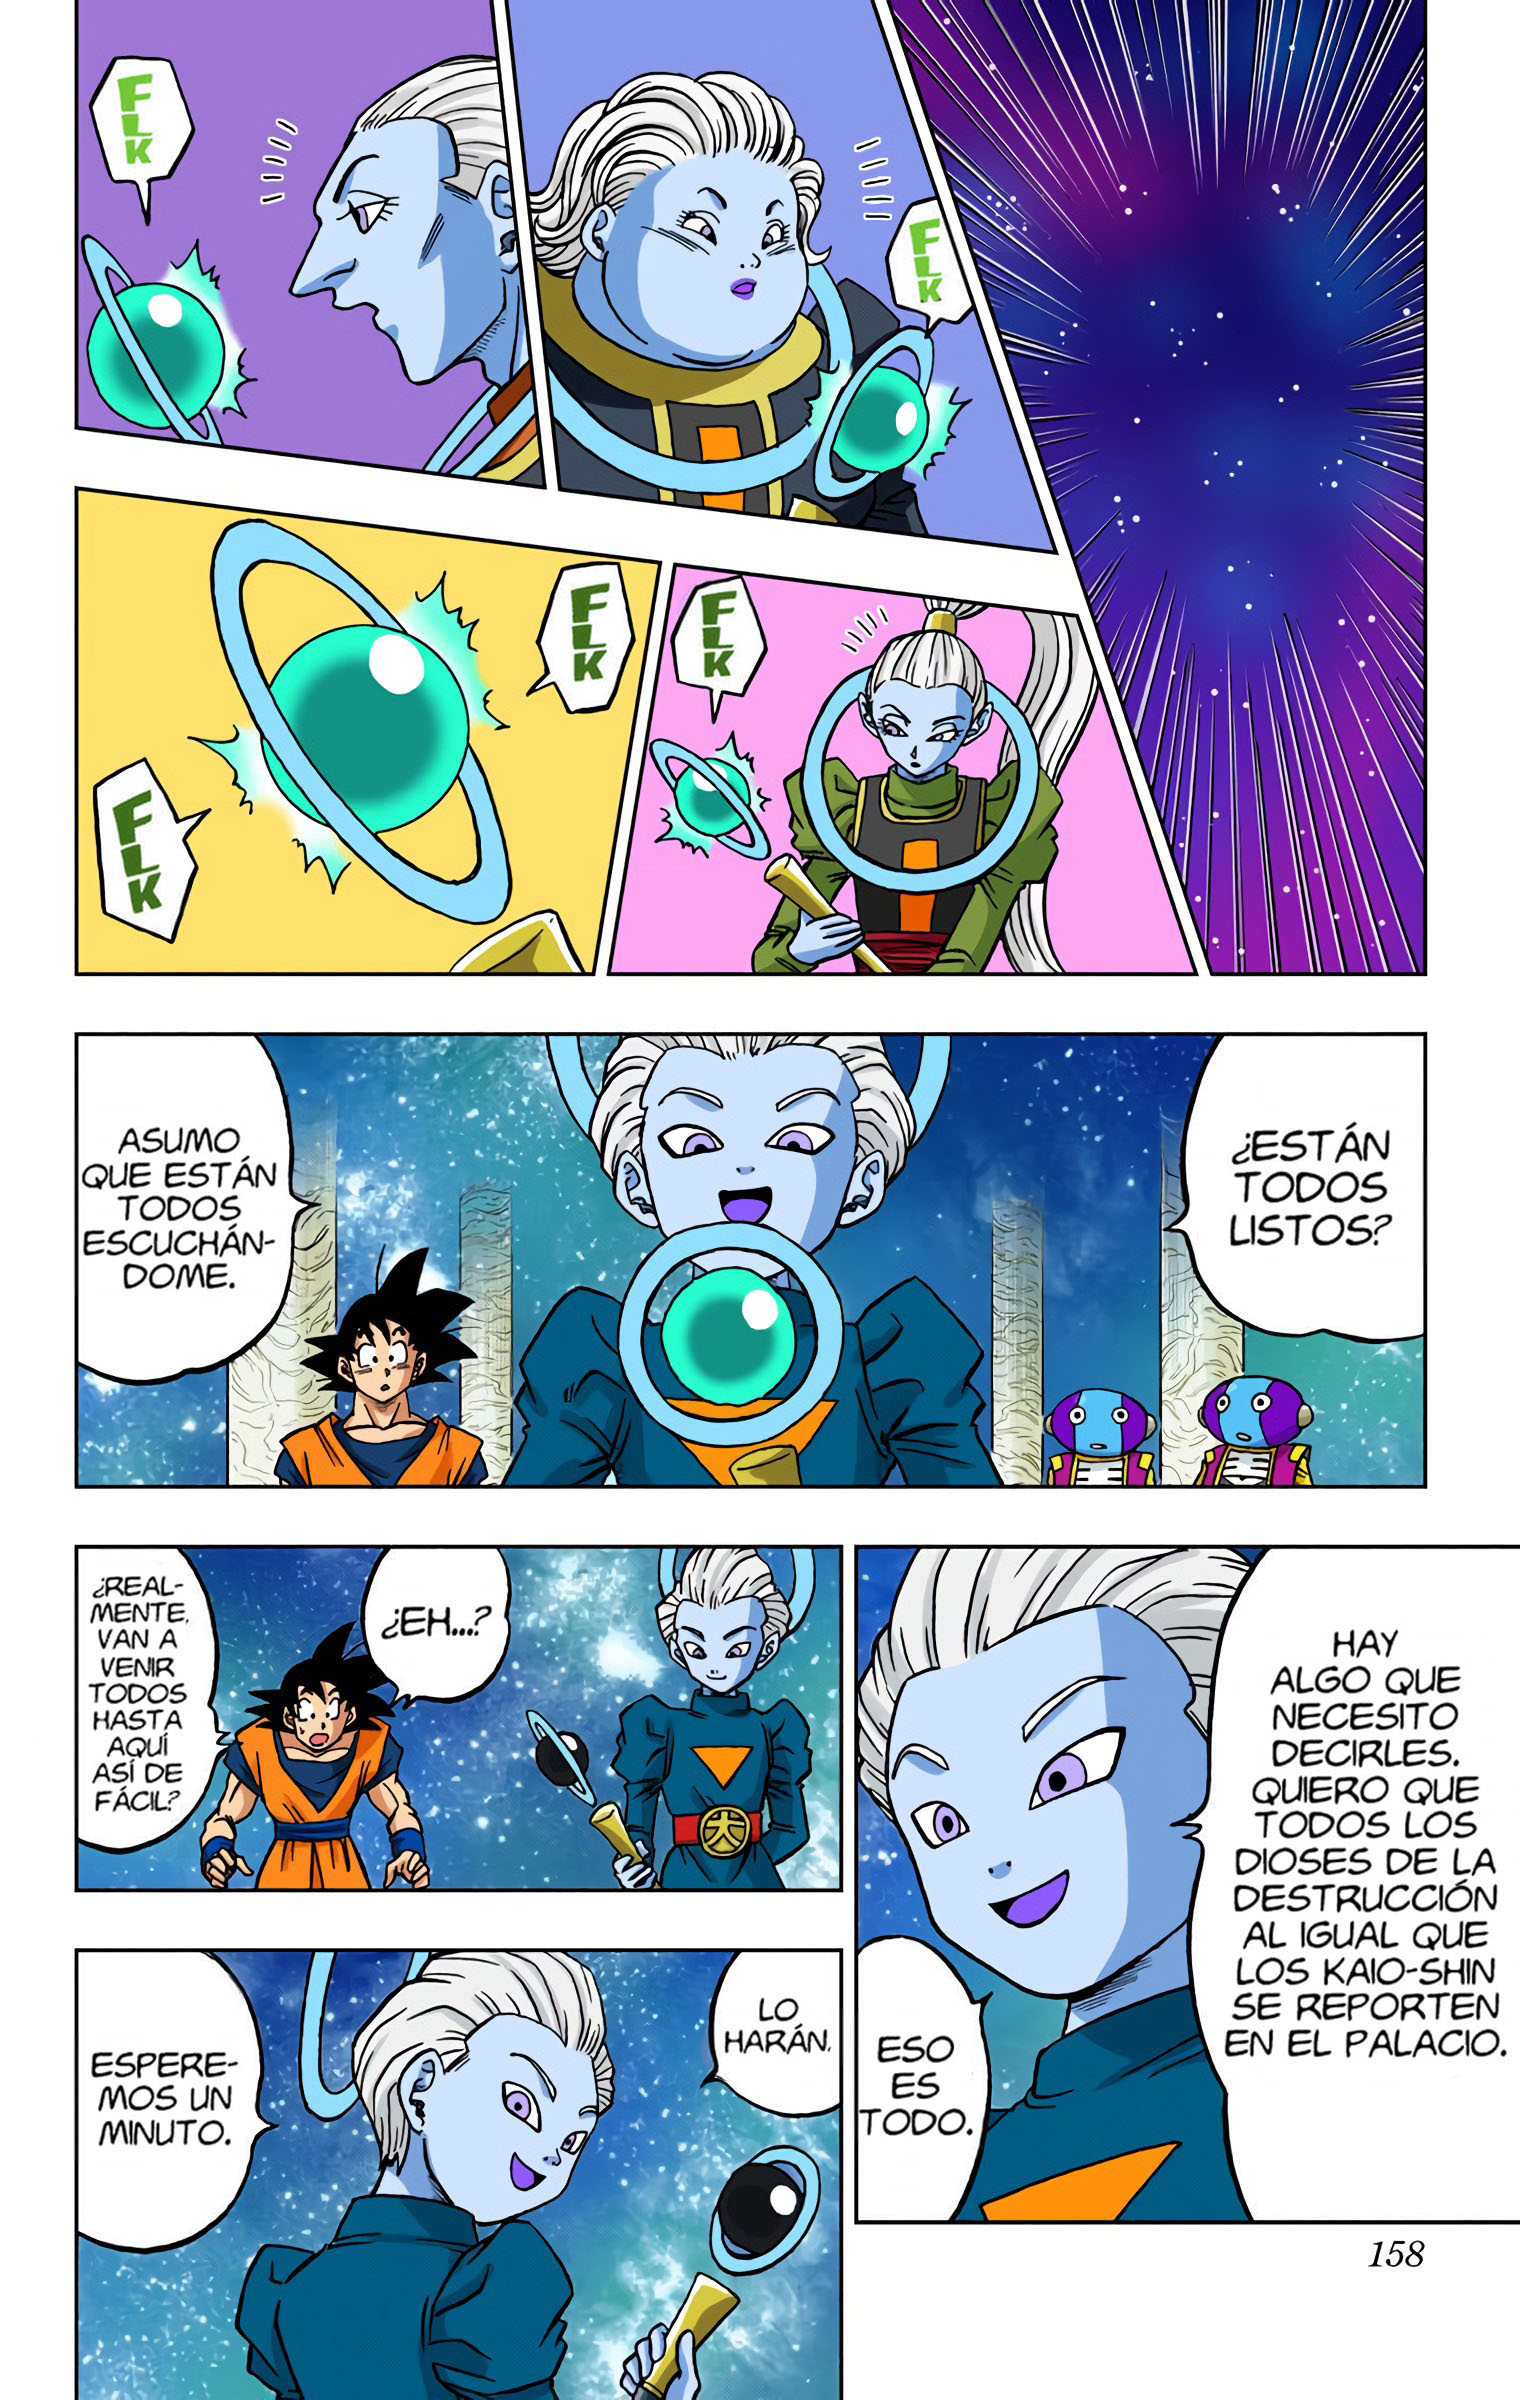 FLK
FLK
FLK
FLK
FLK
¿ESTÁN
TODOS
LISTOS?
ASUMO
QUE ESTÁN
TODOS
ESCUCHÁN-
DOME.
HAY
ALGO QUE
NECESITO
DECIRLES.
QUIERO QUE
TODOS LOS
DIOSES DE LA
DESTRUCCIÓN
AL IGUAL QUE
LOS KAIO-SHIN
SE REPORTEN
EN EL PALACIO.
ESO
ES
TODO.
¿EH...?
¿REAL-
MENTE,
VAN A
VENIR
TODOS
HASTA
AQUÍ
ASÍ DE
FÁCIL?
大
LO
HARÁN.
ESPERE-
MOS UN
MINUTO.
158